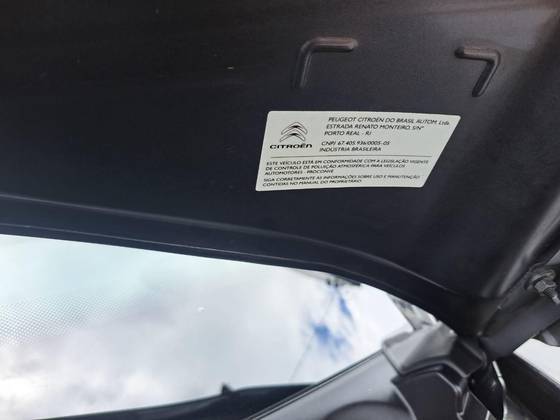 PEUGEOT CITROËN DO BRASIL AUTOM. Ltda.
ESTRADA RENATO MONTEIRO, S/Nº
PORTO REAL - RJ
CITROËN
CNPJ 67.405.936/0005-05
INDÚSTRIA BRASILEIRA
ESTE VEÍCULO ESTÁ EM CONFORMIDADE COM A LEGISLAÇÃO VIGENTE
DE CONTROLE DE POLUIÇÃO ATMOSFÉRICA PARA VEÍCULOS
AUTOMOTORES - PROCONVE
SIGA CORRETAMENTE AS INFORMAÇÕES SOBRE USO E MANUTENÇÃO
CONTIDAS NO MANUAL DO PROPRIETÁRIO.